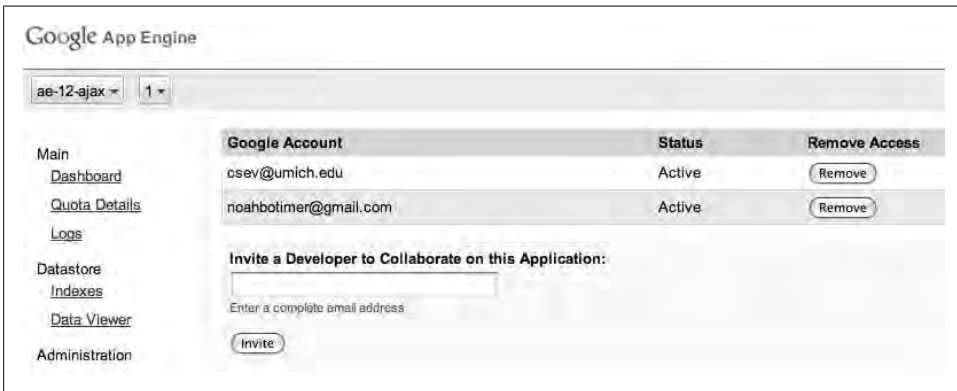 Google App Engine
ae-12-ajax 1
Main
Dashboard
Quota Details
Logs
Datastore
Indexes
Data Viewer
Administration
Google Account Status Remove Access
csev@umich.edu Active Remove
noahbotimer@gmail.com Active Remove
Invite a Developer to Collaborate on this Application:
Enter a complete email address
Invite